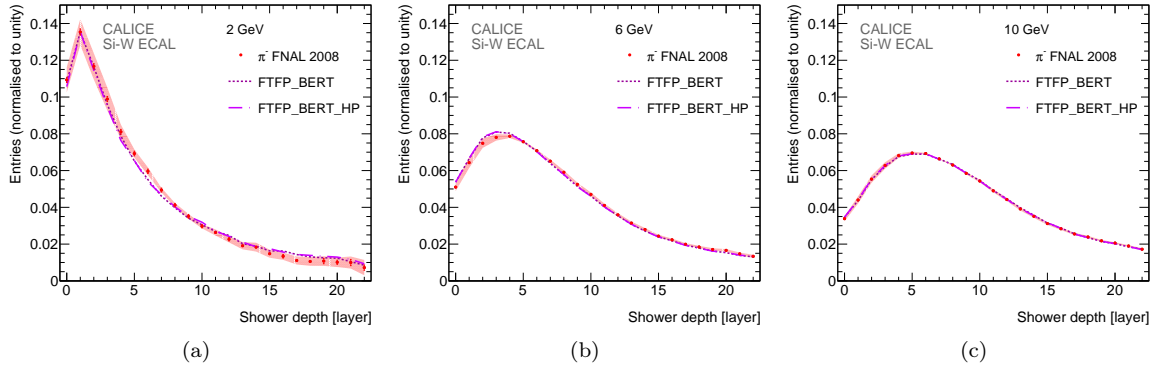 Entries (normalised to unity)
0.14
0.12
0.1
0.08
0.06
0.04
0.02
0
CALICE
Si-W ECAL
2 GeV
π⁻ FNAL 2008
FTFP_BERT
FTFP_BERT_HP
0 5 10 15 20
Shower depth [layer]
(a)
Entries (normalised to unity)
0.14
0.12
0.1
0.08
0.06
0.04
0.02
0
CALICE
Si-W ECAL
6 GeV
π⁻ FNAL 2008
FTFP_BERT
FTFP_BERT_HP
0 5 10 15 20
Shower depth [layer]
(b)
Entries (normalised to unity)
0.14
0.12
0.1
0.08
0.06
0.04
0.02
0
CALICE
Si-W ECAL
10 GeV
π⁻ FNAL 2008
FTFP_BERT
FTFP_BERT_HP
0 5 10 15 20
Shower depth [layer]
(c)